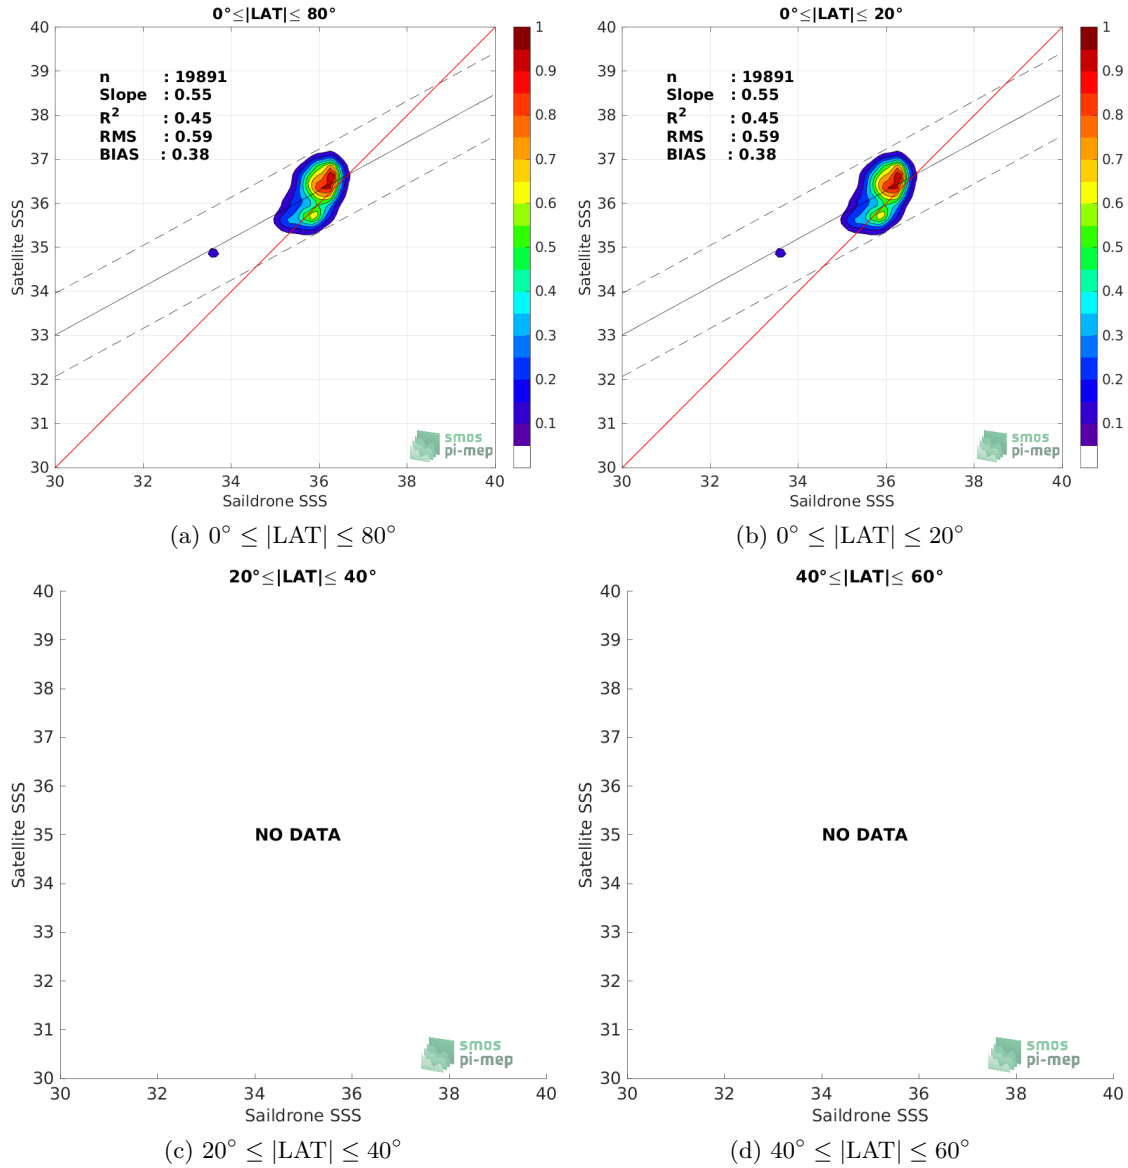 0°≤|LAT|≤ 80°
40
39
38
37
36
35
34
33
32
31
30
Satellite SSS
n : 19891
Slope : 0.55
R² : 0.45
RMS : 0.59
BIAS : 0.38
smos
pi-mep
30 32 34 36 38 40
Saildrone SSS
1
0.9
0.8
0.7
0.6
0.5
0.4
0.3
0.2
0.1
(a) 0° ≤ |LAT| ≤ 80°
0°≤|LAT|≤ 20°
40
39
38
37
36
35
34
33
32
31
30
Satellite SSS
n : 19891
Slope : 0.55
R² : 0.45
RMS : 0.59
BIAS : 0.38
smos
pi-mep
30 32 34 36 38 40
Saildrone SSS
1
0.9
0.8
0.7
0.6
0.5
0.4
0.3
0.2
0.1
(b) 0° ≤ |LAT| ≤ 20°
20°≤|LAT|≤ 40°
40
39
38
37
36
35
34
33
32
31
30
Satellite SSS
NO DATA
smos
pi-mep
30 32 34 36 38 40
Saildrone SSS
(c) 20° ≤ |LAT| ≤ 40°
40°≤|LAT|≤ 60°
40
39
38
37
36
35
34
33
32
31
30
Satellite SSS
NO DATA
smos
pi-mep
30 32 34 36 38 40
Saildrone SSS
(d) 40° ≤ |LAT| ≤ 60°